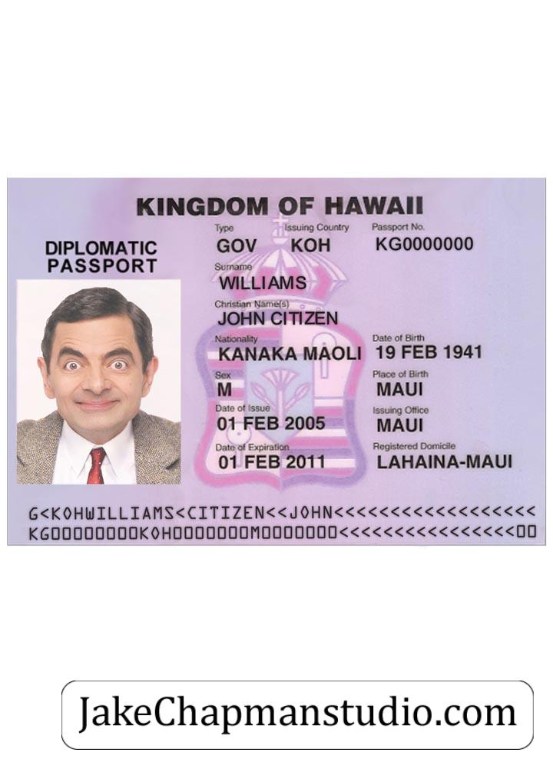 KINGDOM OF HAWAII
DIPLOMATIC
PASSPORT
Type Issuing Country Passport No.
GOV KOH KG0000000
Surname
WILLIAMS
Christian Name(s)
JOHN CITIZEN
Nationality Date of Birth
KANAKA MAOLI 19 FEB 1941
Sex Place of Birth
M MAUI
Date of Issue Issuing Office
01 FEB 2005 MAUI
Date of Expiration Registered Domicile
01 FEB 2011 LAHAINA-MAUI
G<KOHWILLIAMS<CITIZEN<<JOHN<<<<<<<<<<<<<<<<<<
KG00000000KOH0000000M0000000<<<<<<<<<<<<<<<<00
JakeChapmanstudio.com